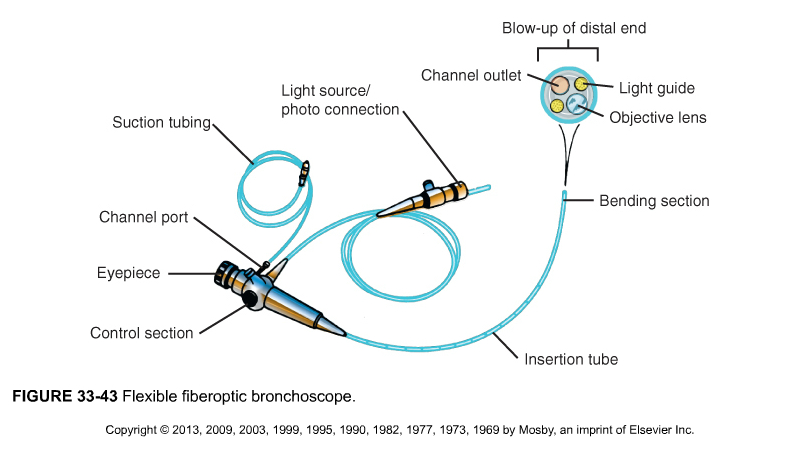 Blow-up of distal end
Channel outlet
Light guide
Objective lens
Light source/
photo connection
Suction tubing
Bending section
Channel port
Eyepiece
Control section
Insertion tube
FIGURE 33-43 Flexible fiberoptic bronchoscope.
Copyright © 2013, 2009, 2003, 1999, 1995, 1990, 1982, 1977, 1973, 1969 by Mosby, an imprint of Elsevier Inc.